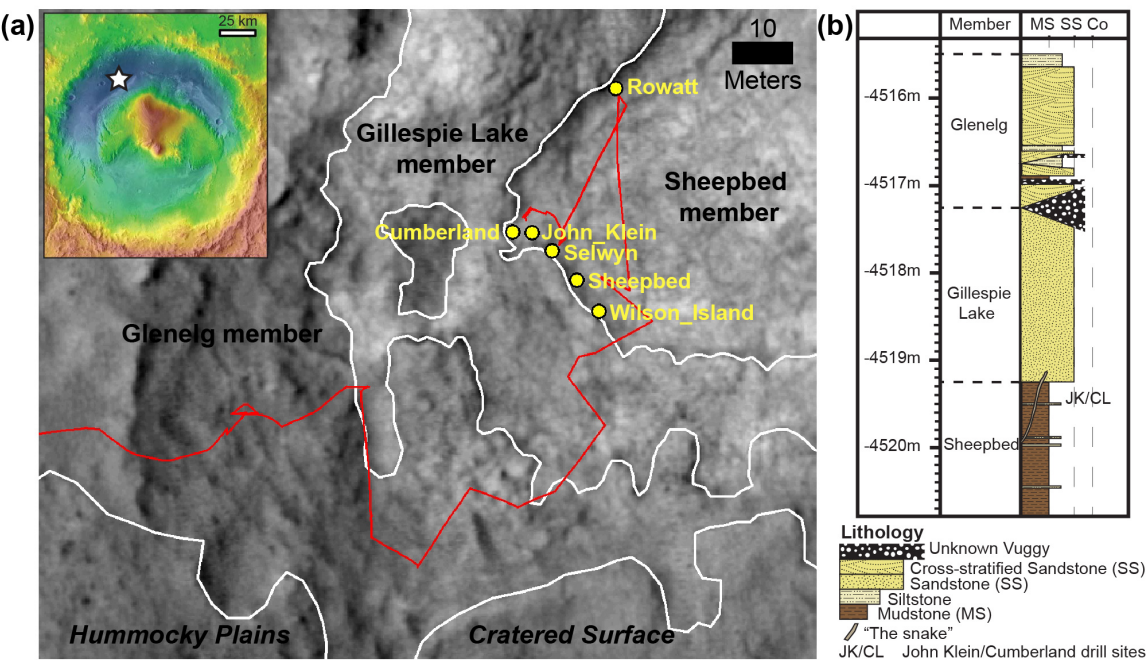 (a)
25 km
10
Meters
Rowatt
Gillespie Lake
member
Sheepbed
member
Cumberland
John_Klein
Selwyn
Sheepbed
Wilson_Island
Glenelg member
Hummocky Plains
Cratered Surface
(b)
Member
MS SS Co
-4516m
Glenelg
-4517m
-4518m
Gillespie
Lake
-4519m
JK/CL
Sheepbed
-4520m
Lithology
Unknown Vuggy
Cross-stratified Sandstone (SS)
Sandstone (SS)
Siltstone
Mudstone (MS)
“The snake”
JK/CL John Klein/Cumberland drill sites